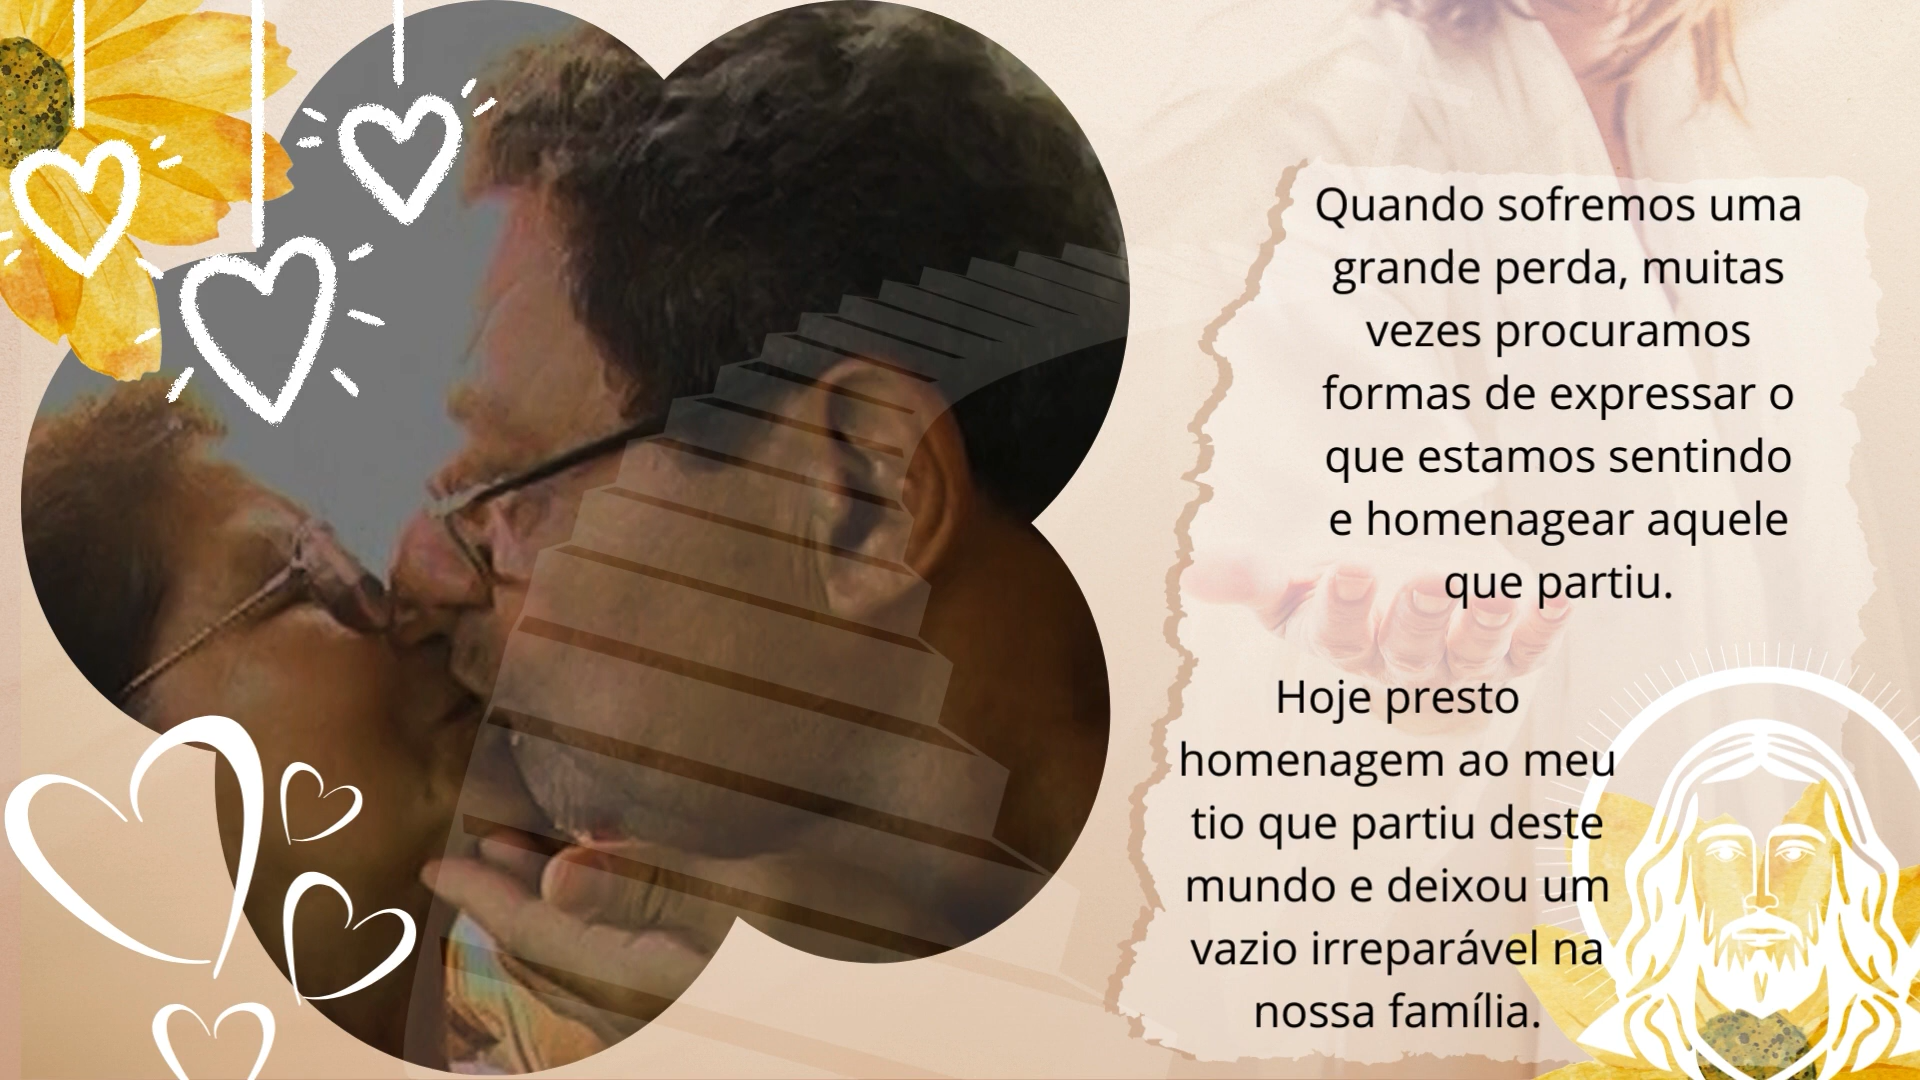 Quando sofremos uma
grande perda, muitas
vezes procuramos
formas de expressar o
que estamos sentindo
e homenagear aquele
que partiu.
Hoje presto
homenagem ao meu
tio que partiu deste
mundo e deixou um
vazio irreparável na
nossa família.